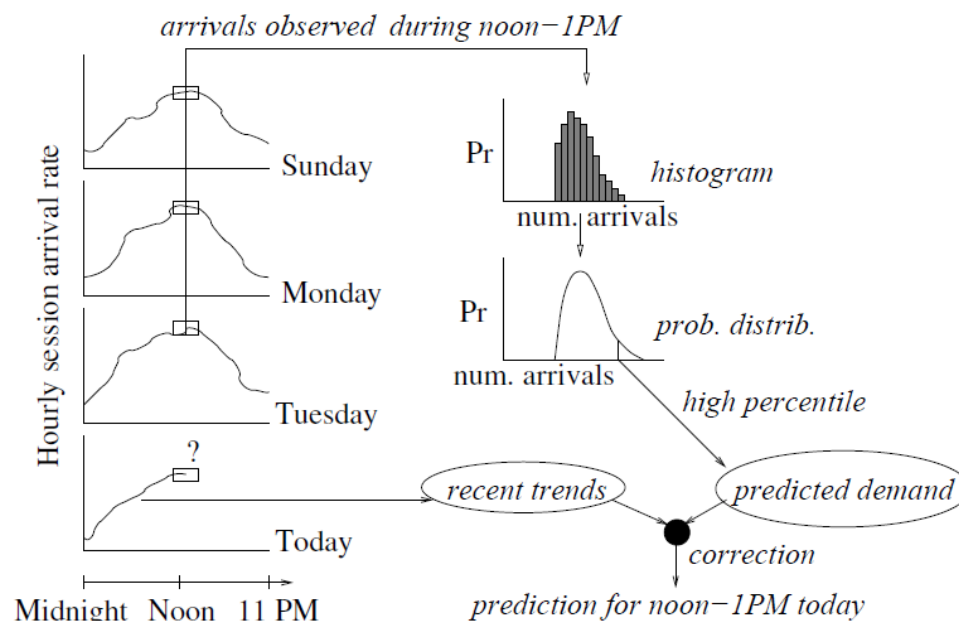 arrivals observed during noon−1PM
Hourly session arrival rate
Sunday
Monday
Tuesday
?
Today
Midnight Noon 11 PM
Pr
histogram
num. arrivals
Pr
prob. distrib.
num. arrivals
high percentile
recent trends
predicted demand
correction
prediction for noon−1PM today